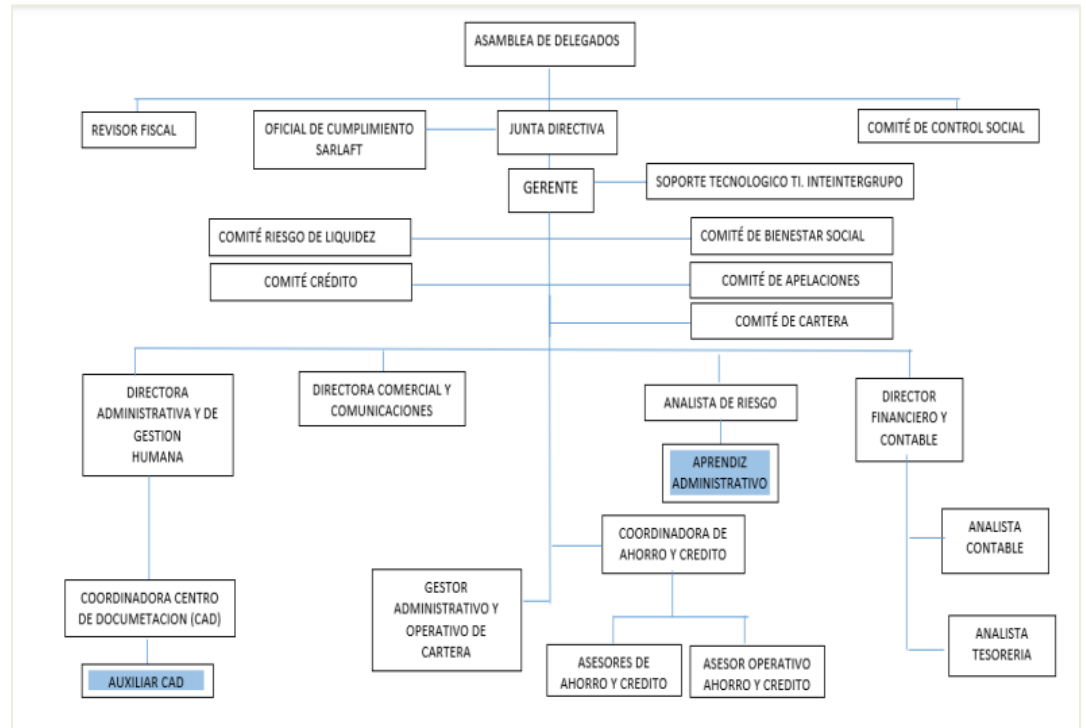 ASAMBLEA DE DELEGADOS
REVISOR FISCAL
OFICIAL DE CUMPLIMIENTO
SARLAFT
JUNTA DIRECTIVA
COMITÉ DE CONTROL SOCIAL
GERENTE
SOPORTE TECNOLOGICO TI. INTEINTERGRUPO
COMITÉ RIESGO DE LIQUIDEZ
COMITÉ DE BIENESTAR SOCIAL
COMITÉ CRÉDITO
COMITÉ DE APELACIONES
COMITÉ DE CARTERA
DIRECTORA
ADMINISTRATIVA Y DE
GESTION
HUMANA
DIRECTORA COMERCIAL Y
COMUNICACIONES
ANALISTA DE RIESGO
DIRECTOR
FINANCIERO Y
CONTABLE
APRENDIZ
ADMINISTRATIVO
COORDINADORA DE
AHORRO Y CREDITO
ANALISTA
CONTABLE
GESTOR
ADMINISTRATIVO Y
OPERATIVO DE
CARTERA
COORDINADORA CENTRO
DE DOCUMETACION (CAD)
ASESORES DE
AHORRO Y CREDITO
ASESOR OPERATIVO
AHORRO Y CREDITO
ANALISTA
TESORERIA
AUXILIAR CAD